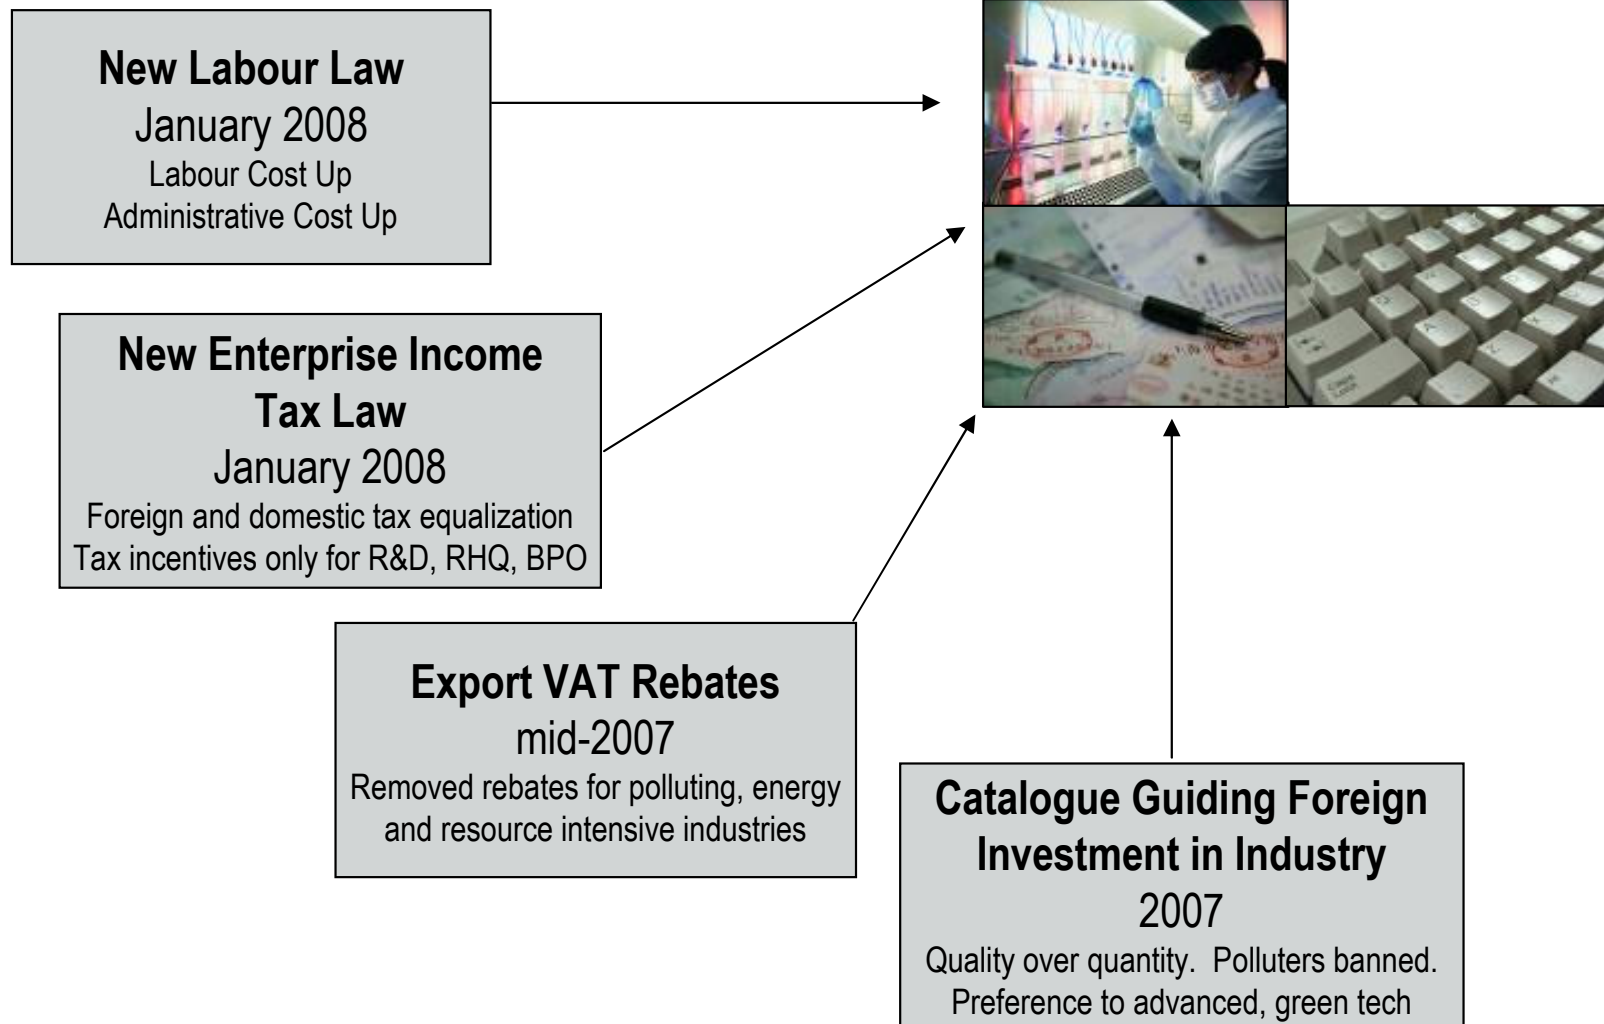 New Labour Law
January 2008
Labour Cost Up
Administrative Cost Up
New Enterprise Income
Tax Law
January 2008
Foreign and domestic tax equalization
Tax incentives only for R&D, RHQ, BPO
Export VAT Rebates
mid-2007
Removed rebates for polluting, energy
and resource intensive industries
Catalogue Guiding Foreign
Investment in Industry
2007
Quality over quantity.  Polluters banned.
Preference to advanced, green tech